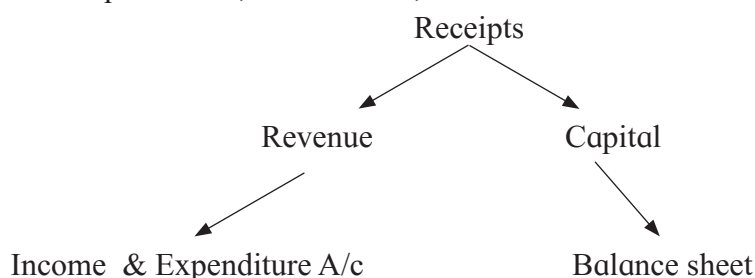 Receipts
Revenue Capital
Income & Expenditure A/c Balance sheet